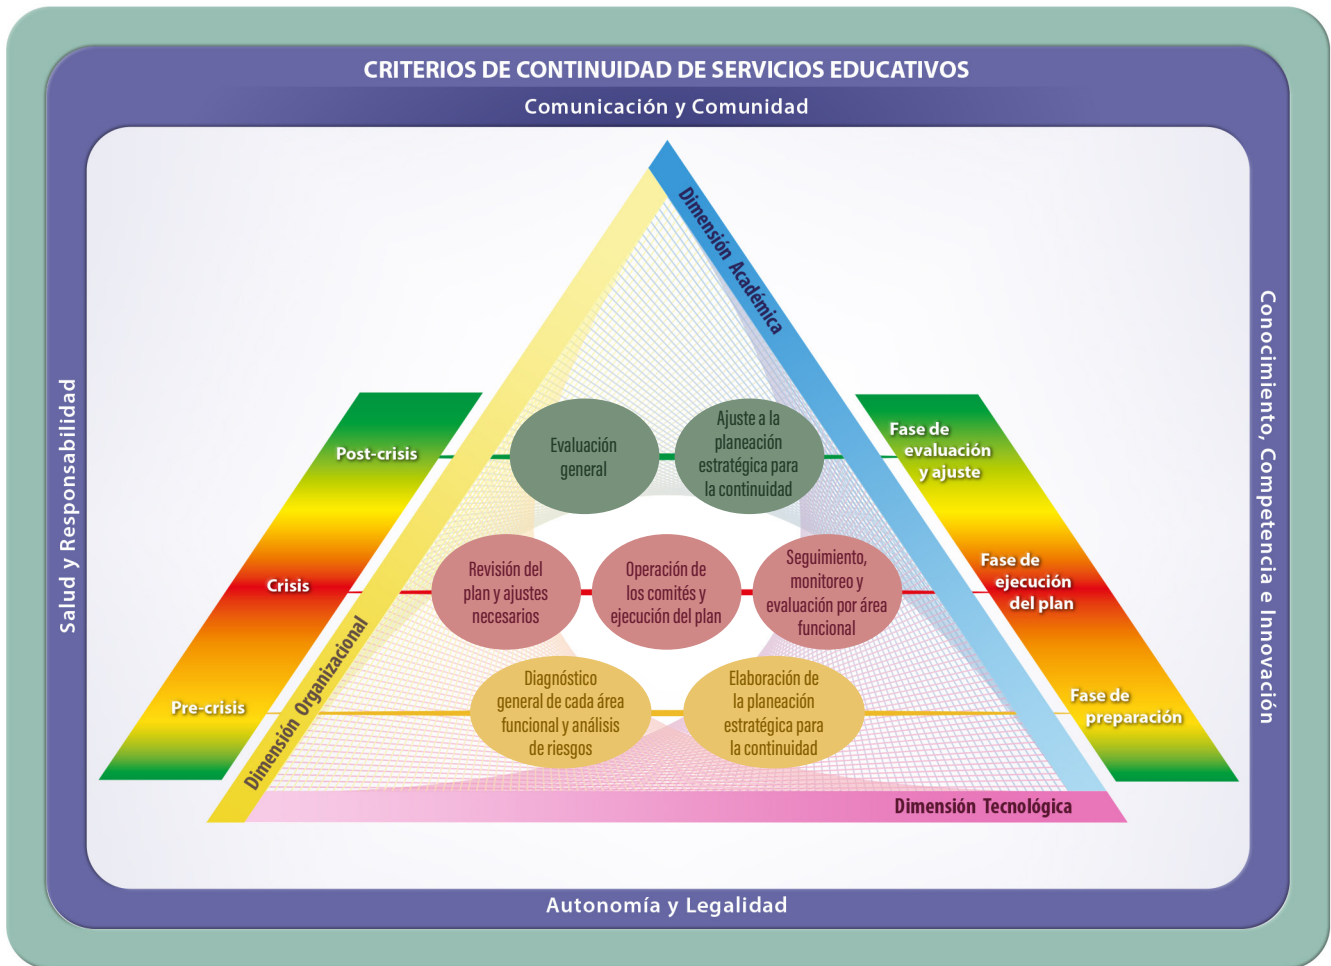 CRITERIOS DE CONTINUIDAD DE SERVICIOS EDUCATIVOS
Comunicación y Comunidad
Salud y Responsabilidad
Conocimiento, Competencia e Innovación
Dimensión Académica
Dimensión Organizacional
Dimensión Tecnológica
Post-crisis
Evaluación
general
Ajuste a la
planeación
estratégica para
la continuidad
Fase de
evaluación
y ajuste
Crisis
Revisión del
plan y ajustes
necesarios
Operación de
los comités y
ejecución del plan
Seguimiento,
monitoreo y
evaluación por área
funcional
Fase de
ejecución
del plan
Pre-crisis
Diagnóstico
general de cada área
funcional y análisis
de riesgos
Elaboración de
la planeación
estratégica para
la continuidad
Fase de
preparación
Autonomía y Legalidad